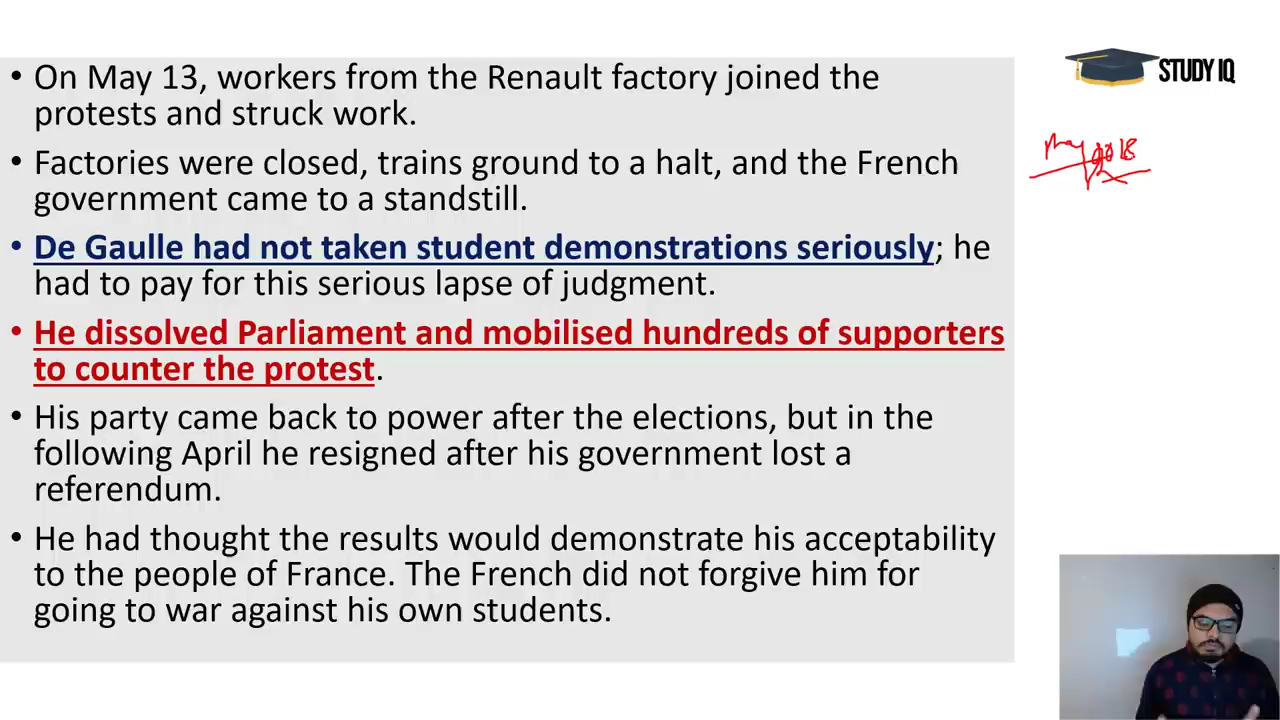 • On May 13, workers from the Renault factory joined the
protests and struck work.
• Factories were closed, trains ground to a halt, and the French
government came to a standstill.
• De Gaulle had not taken student demonstrations seriously; he
had to pay for this serious lapse of judgment.
• He dissolved Parliament and mobilised hundreds of supporters
to counter the protest.
• His party came back to power after the elections, but in the
following April he resigned after his government lost a
referendum.
• He had thought the results would demonstrate his acceptability
to the people of France. The French did not forgive him for
going to war against his own students.
STUDY IQ
May